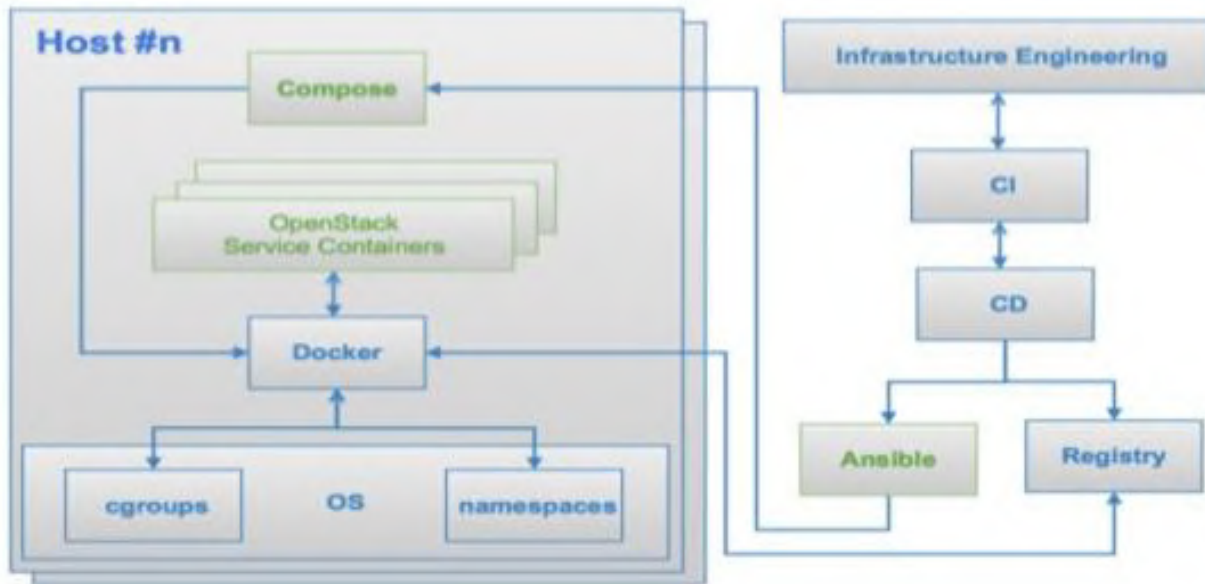 Host #n
Compose
OpenStack
Service Containers
Docker
cgroups
OS
namespaces
Infrastructure Engineering
CI
CD
Ansible
Registry